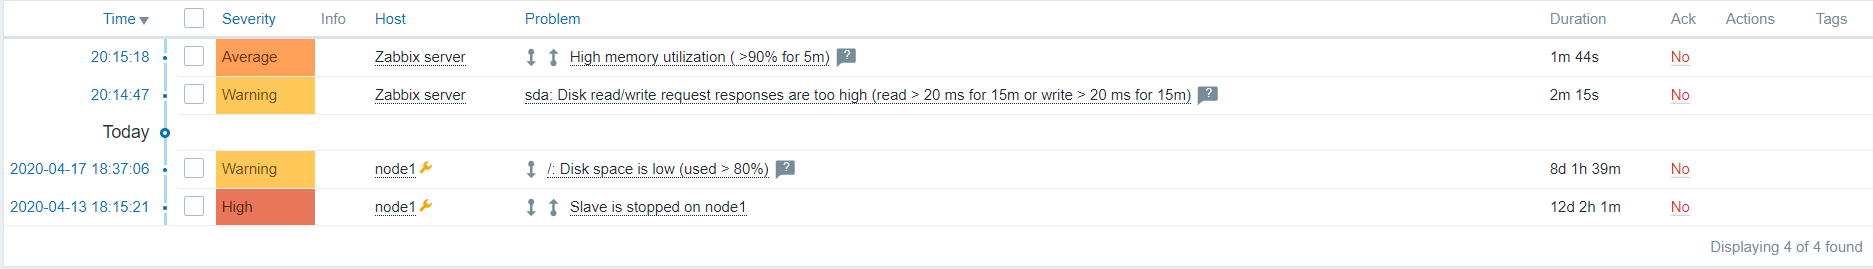 Time Severity Info Host Problem Duration Ack Actions Tags
20:15:18 Average Zabbix server High memory utilization ( >90% for 5m) ? 1m 44s No
20:14:47 Warning Zabbix server sda: Disk read/write request responses are too high (read > 20 ms for 15m or write > 20 ms for 15m) ? 2m 15s No
Today
2020-04-17 18:37:06 Warning node1 /: Disk space is low (used > 80%) ? 8d 1h 39m No
2020-04-13 18:15:21 High node1 Slave is stopped on node1 12d 2h 1m No
Displaying 4 of 4 found